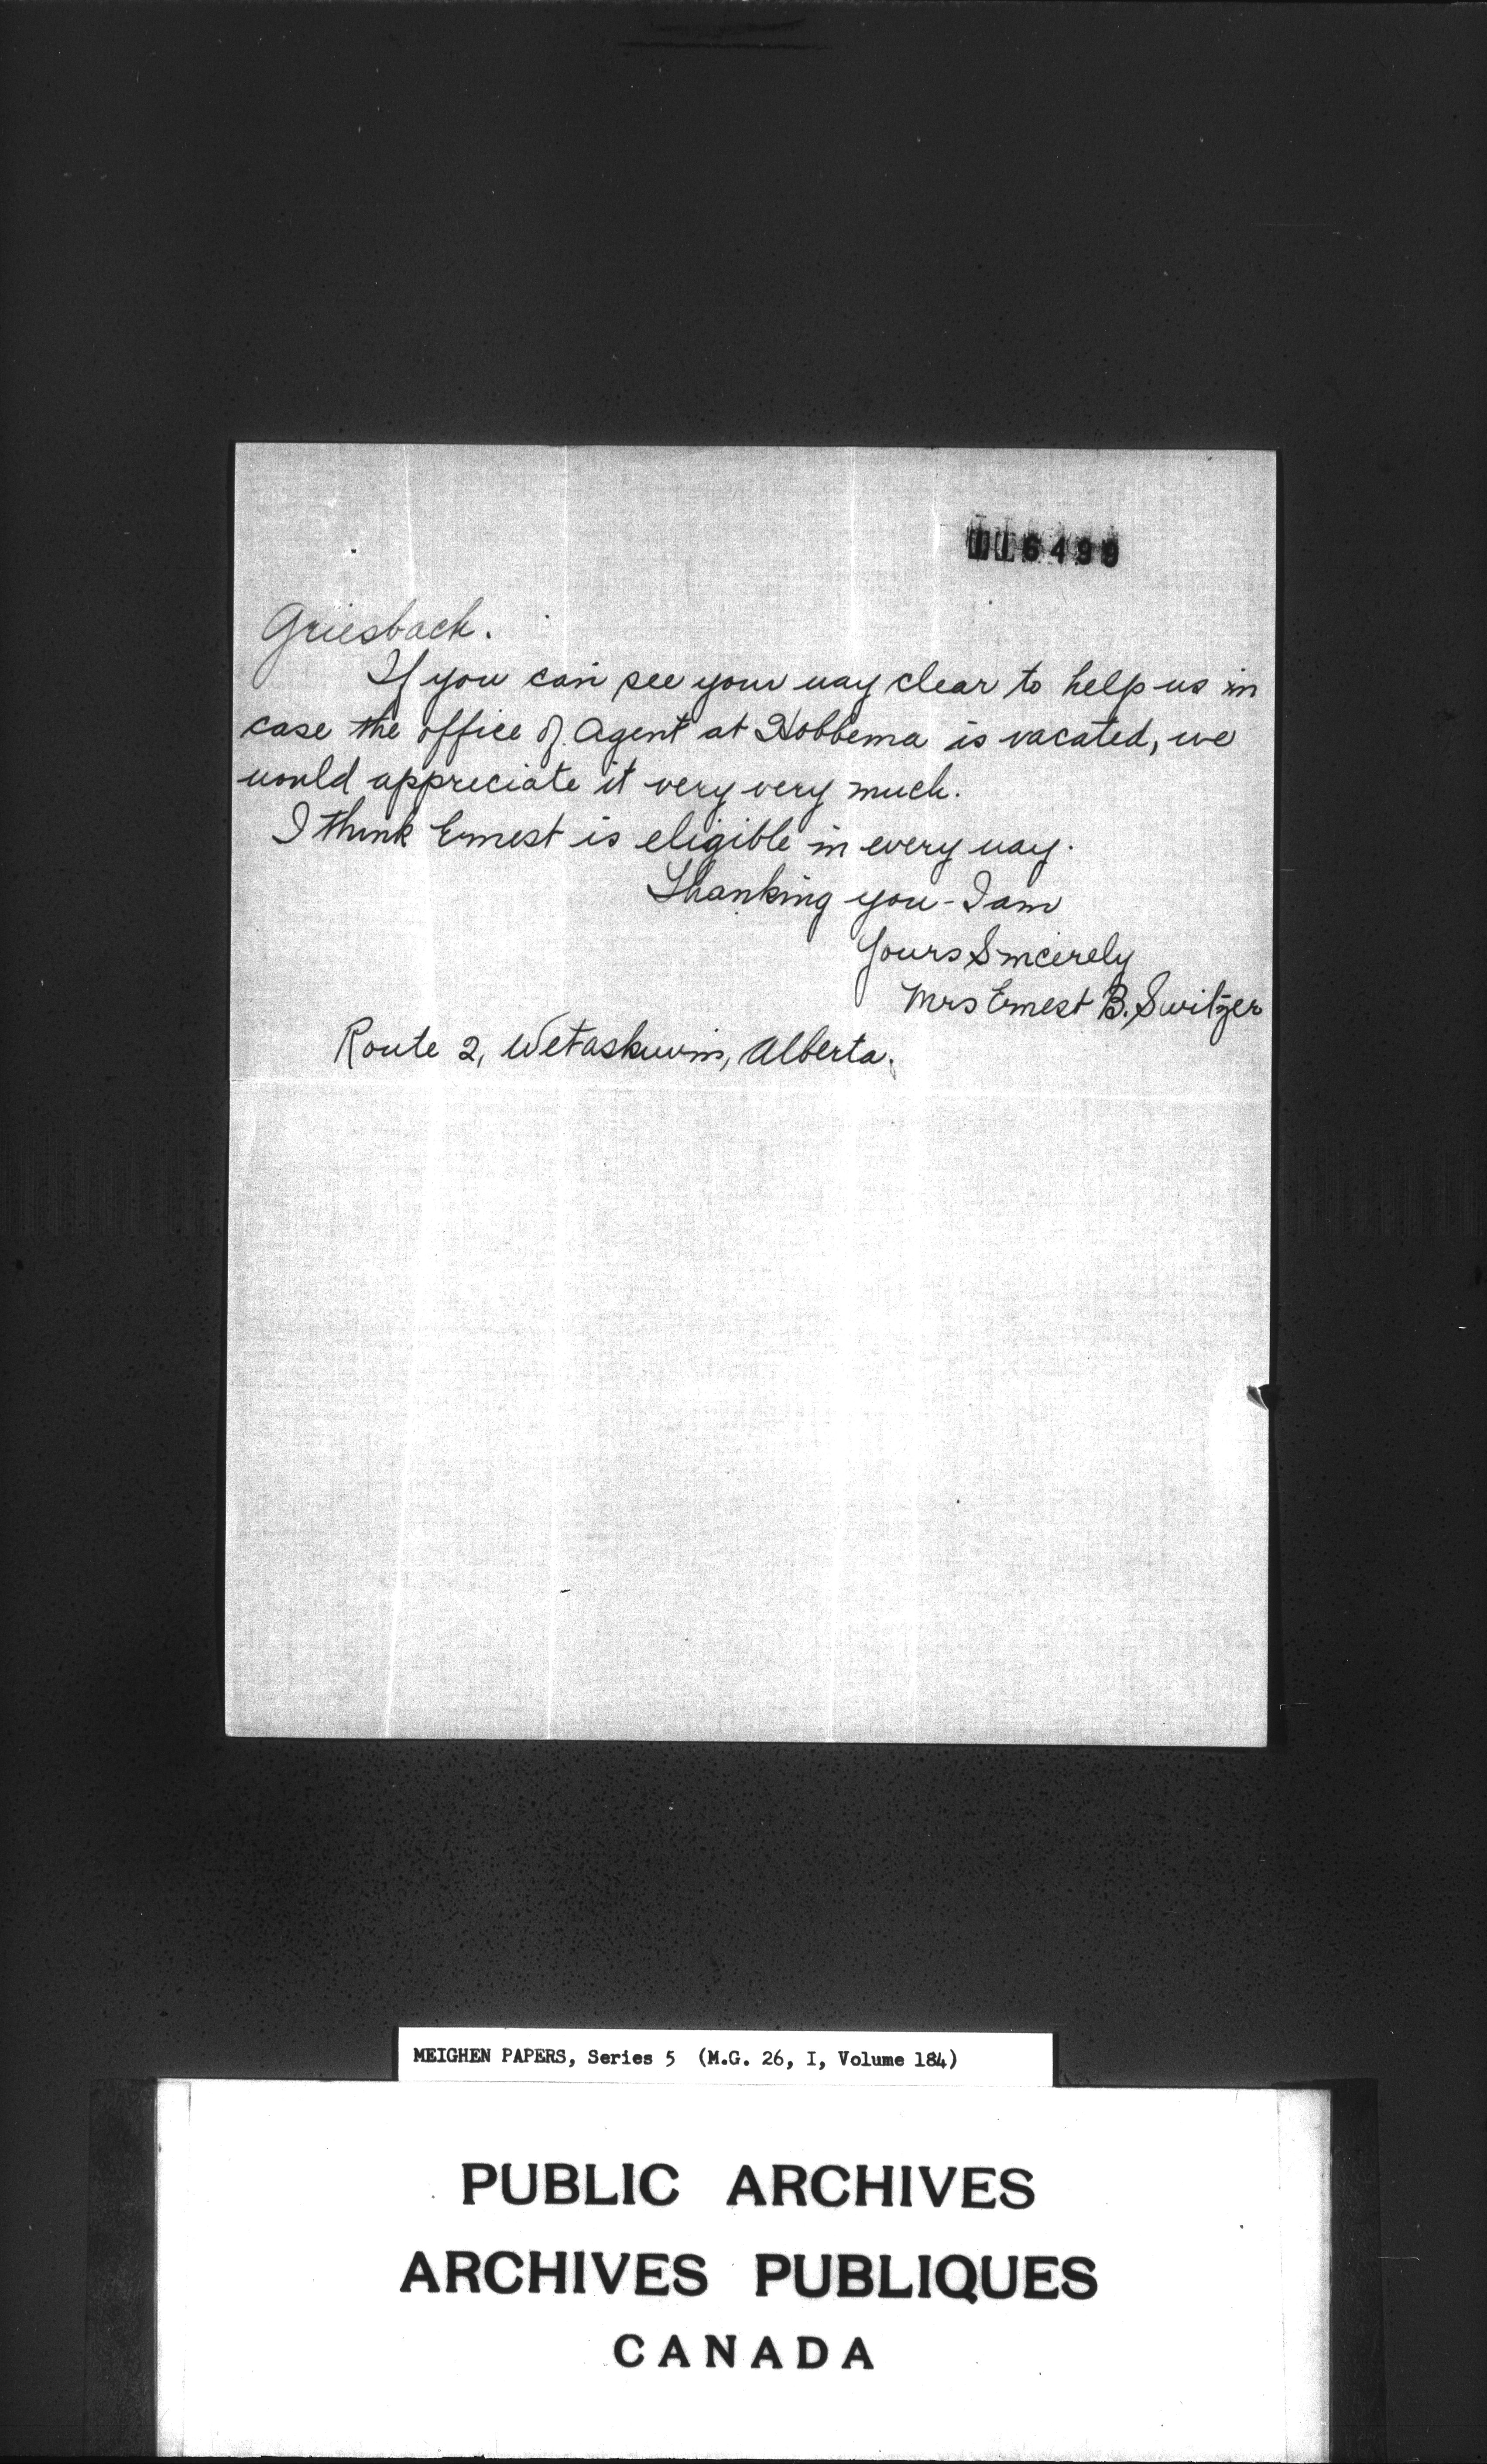 116499
Griesbach.
If you can see your way clear to help us in
case the office of Agent at Hobbema is vacated, we
would appreciate it very very much.
I think Ernest is eligible in every way.
Thanking you - I am
Yours Sincerely
Mrs Ernest B. Switzer
Route 2, Wetaskiwin, Alberta.
MEIGHEN PAPERS, Series 5 (M.G. 26, I, Volume 184)
PUBLIC ARCHIVES
ARCHIVES PUBLIQUES
CANADA